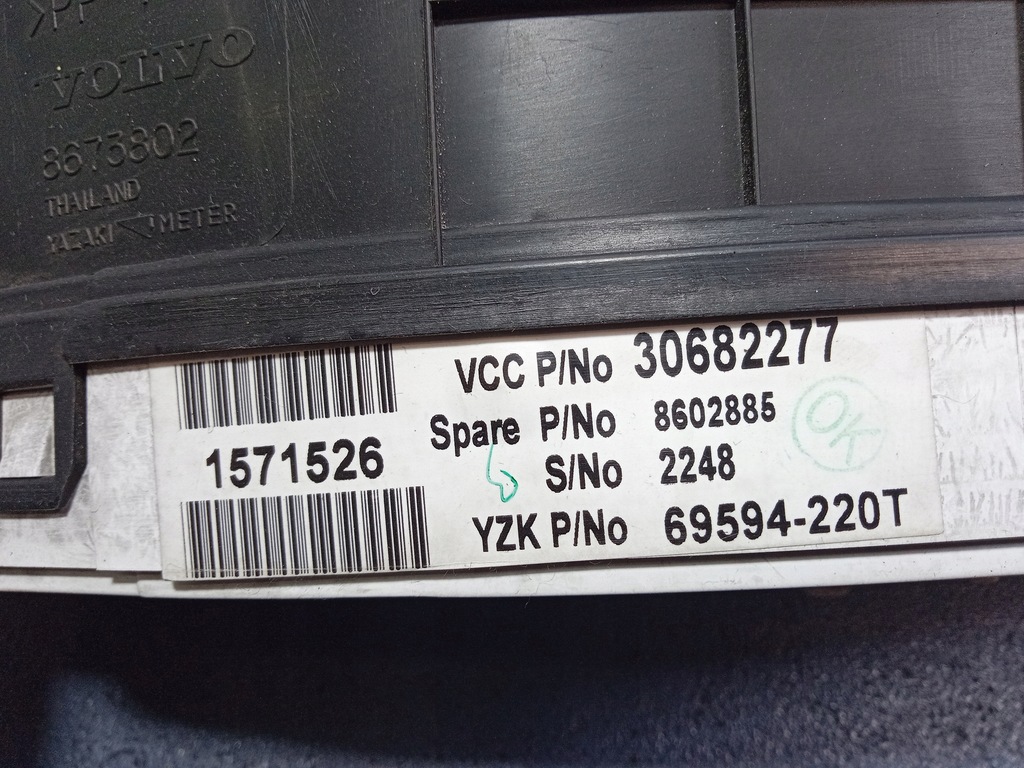 >PP
VOLVO
8673802
THAILAND
YAZAKI METER
1571526
VCC P/No 30682277
Spare P/No 8602885
S/No 2248
YZK P/No 69594-220T
OK